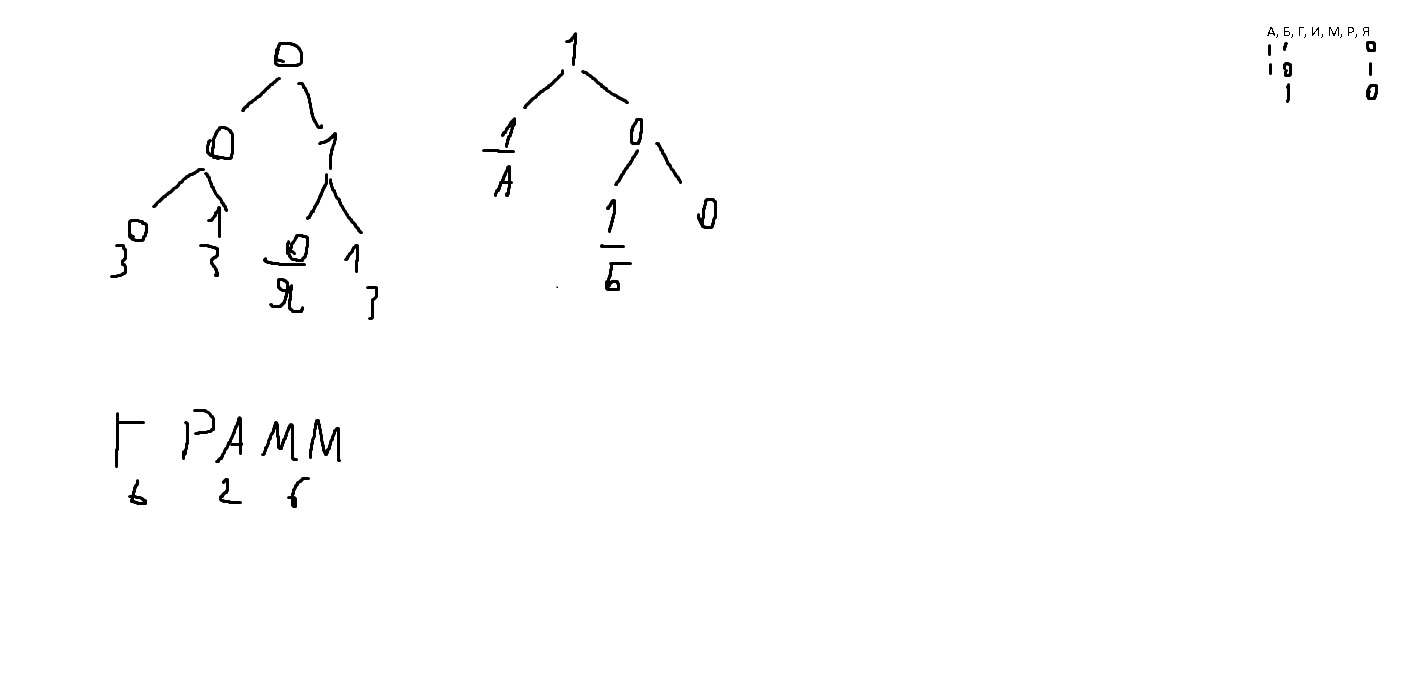 А, Б, Г, И, М, Р, Я
1 1 0
1 0 1
1 0
0 1
0 1 1 0
0 1 0 1 1 0
3 3 Я 3 А Б
ГРАММ
6 2 6